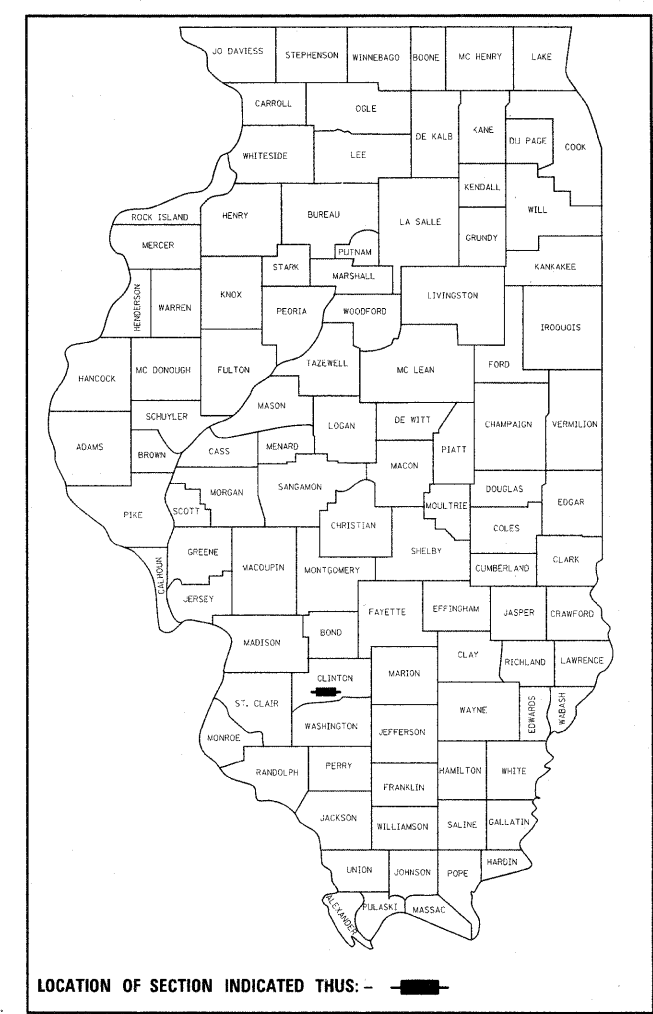 JO DAVIESS
STEPHENSON
WINNEBAGO
BOONE
MC HENRY
LAKE
CARROLL
OGLE
DE KALB
KANE
DU PAGE
COOK
WHITESIDE
LEE
KENDALL
WILL
ROCK ISLAND
HENRY
BUREAU
LA SALLE
GRUNDY
MERCER
PUTNAM
STARK
MARSHALL
KANKAKEE
HENDERSON
WARREN
KNOX
PEORIA
WOODFORD
LIVINGSTON
IROQUOIS
HANCOCK
MC DONOUGH
FULTON
TAZEWELL
MC LEAN
FORD
SCHUYLER
MASON
LOGAN
DE WITT
CHAMPAIGN
VERMILION
ADAMS
BROWN
CASS
MENARD
MACON
PIATT
PIKE
SCOTT
MORGAN
SANGAMON
CHRISTIAN
MOULTRIE
DOUGLAS
EDGAR
COLES
CALHOUN
GREENE
MACOUPIN
MONTGOMERY
SHELBY
CUMBERLAND
CLARK
JERSEY
FAYETTE
EFFINGHAM
JASPER
CRAWFORD
MADISON
BOND
CLAY
RICHLAND
LAWRENCE
CLINTON
MARION
ST. CLAIR
WAYNE
EDWARDS
WABASH
MONROE
WASHINGTON
JEFFERSON
RANDOLPH
PERRY
HAMILTON
WHITE
FRANKLIN
JACKSON
WILLIAMSON
SALINE
GALLATIN
UNION
JOHNSON
POPE
HARDIN
ALEXANDER
PULASKI
MASSAC
LOCATION OF SECTION INDICATED THUS: -